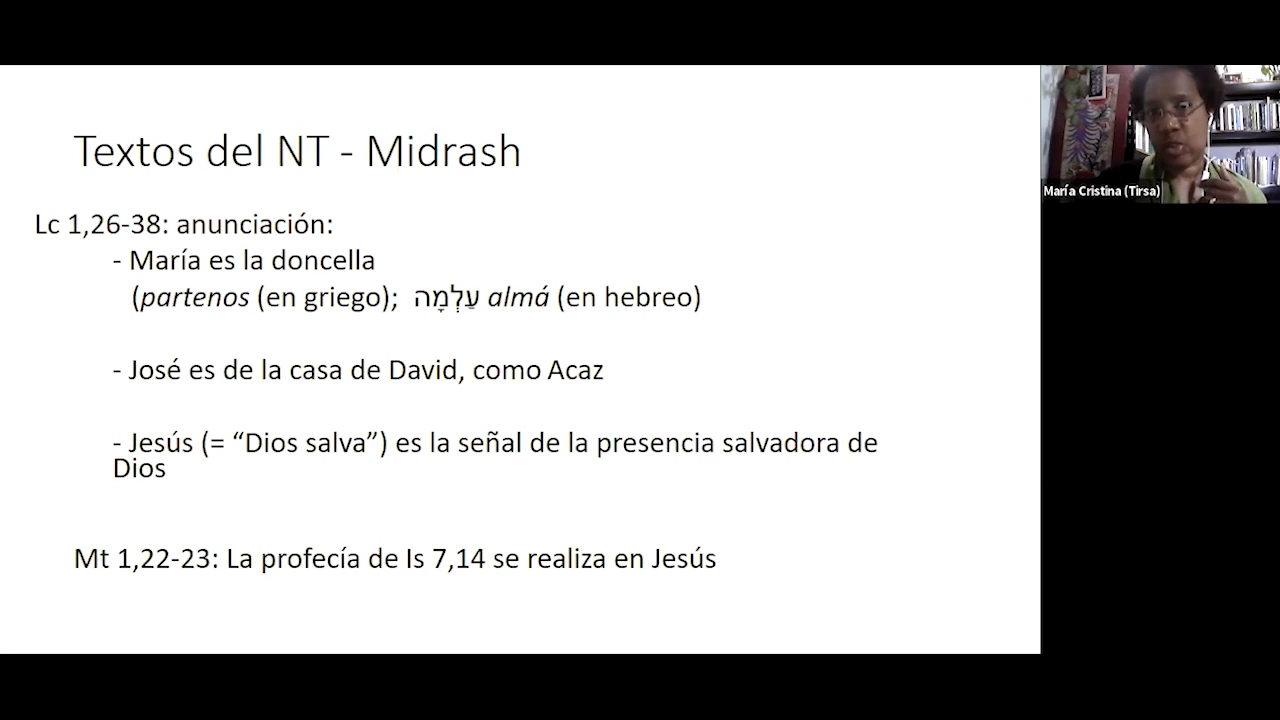 Textos del NT - Midrash
Lc 1,26-38: anunciación:
- María es la doncella
(partenos (en griego); עַלְמָה almá (en hebreo)
- José es de la casa de David, como Acaz
- Jesús (= “Dios salva”) es la señal de la presencia salvadora de
Dios
Mt 1,22-23: La profecía de Is 7,14 se realiza en Jesús
María Cristina (Tirsa)